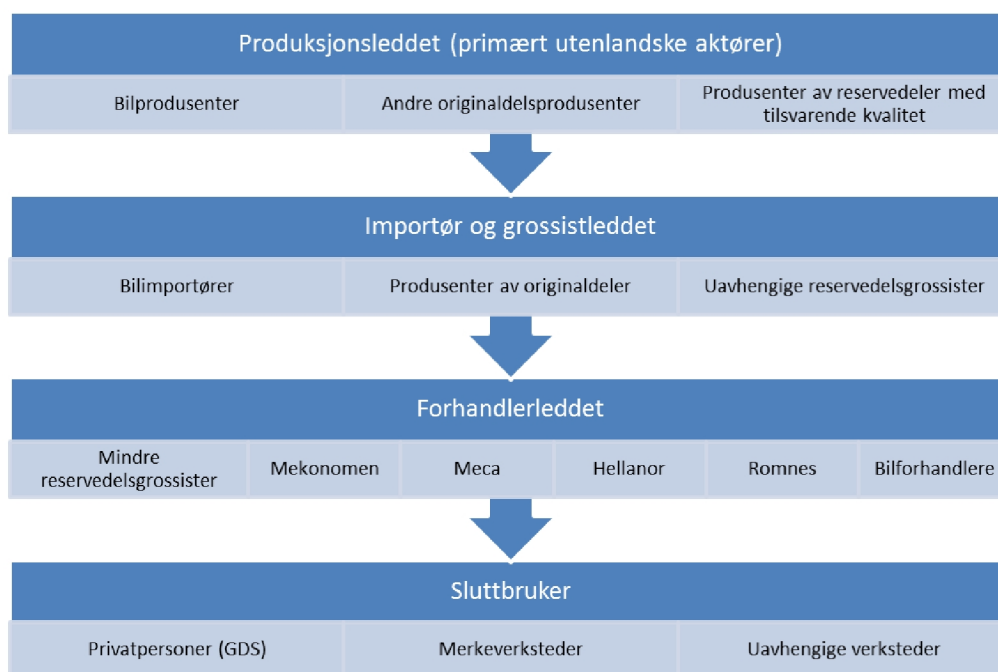 Produksjonsleddet (primært utenlandske aktører)
Bilprodusenter
Andre originaldelsprodusenter
Produsenter av reservedeler med
tilsvarende kvalitet
Importør og grossistleddet
Bilimportører
Produsenter av originaldeler
Uavhengige reservedelsgrossister
Forhandlerleddet
Mindre
reservedelsgrossister
Mekonomen
Meca
Hellanor
Romnes
Bilforhandlere
Sluttbruker
Privatpersoner (GDS)
Merkeverksteder
Uavhengige verksteder